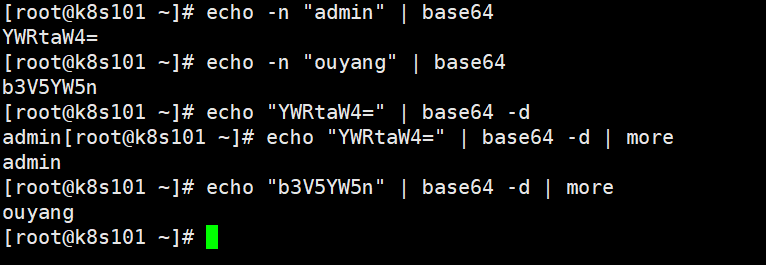 [root@k8s101 ~]# echo -n "admin" | base64
YWRtaW4=
[root@k8s101 ~]# echo -n "ouyang" | base64
b3V5YW5n
[root@k8s101 ~]# echo "YWRtaW4=" | base64 -d
admin[root@k8s101 ~]# echo "YWRtaW4=" | base64 -d | more
admin
[root@k8s101 ~]# echo "b3V5YW5n" | base64 -d | more
ouyang
[root@k8s101 ~]#